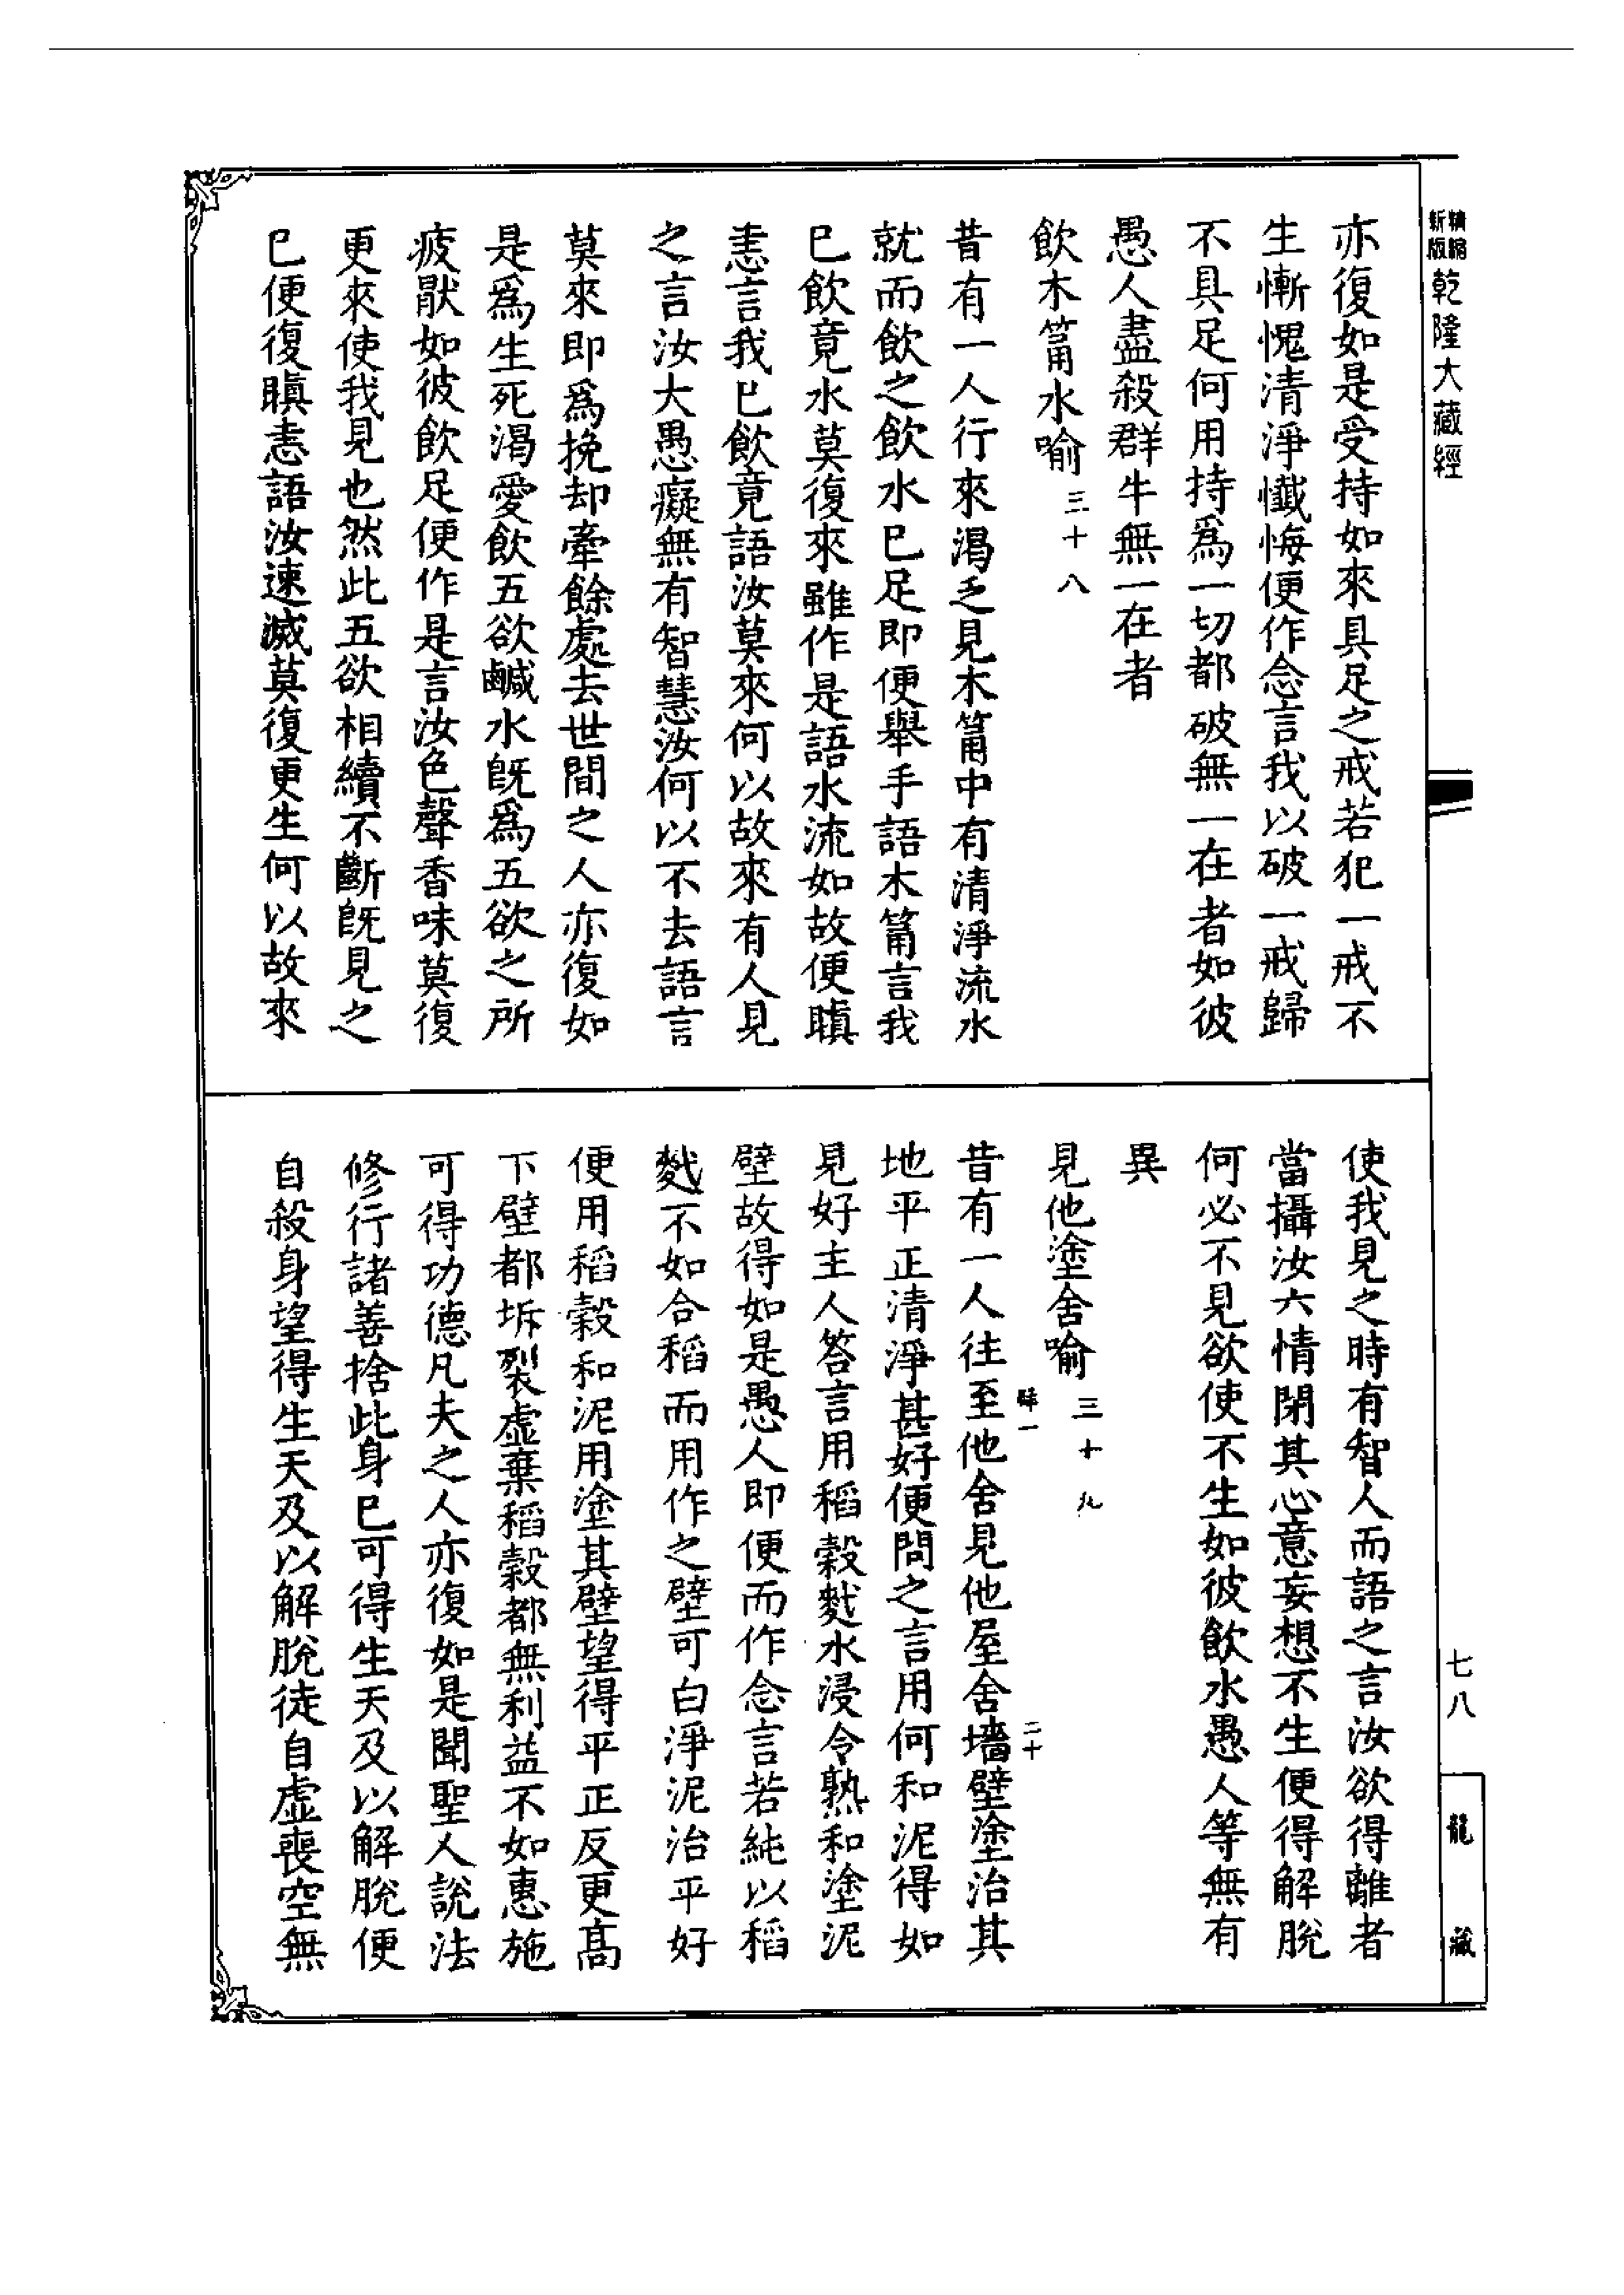 精縮新版乾隆大藏經
亦復如是受持如來具足之戒若犯一戒不
生慚愧清淨懺悔便作念言我以破一戒歸
不具足何用持爲一切都破無一在者如彼
愚人盡殺群牛無一在者
飲木筩水喻三十八
昔有一人行來渴乏見木筩中有清淨流水
就而飲之飲水巳足即便舉手語木筩言我
巳飲竟水莫復來雖作是語水流如故便瞋
恚言我巳飲竟語汝莫來何以故來有人見
之言汝大愚癡無有智慧汝何以不去語言
莫來即爲挽却牽餘處去世間之人亦復如
是爲生死渴愛飲五欲鹹水旣爲五欲之所
疲猒如彼飲足便作是言汝色聲香味莫復
更來使我見也然此五欲相續不斷旣見之
巳便復瞋恚語汝速滅莫復更生何以故來
使我見之時有智人而語之言汝欲得離者
當攝汝六情閉其心意妄想不生便得解脫
何必不見欲使不生如彼飲水愚人等無有
異
見他塗舍喻三十九
昔有一人往至他舍見他屋舍墻壁塗治其
地平正清淨甚好便問之言用何和泥得如
見好主人答言用稻穀𪌘水浸令熟和塗泥
壁故得如是愚人即便而作念言若純以稻
𪌘不如合稻而用作之壁可白淨泥治平好
便用稻穀和泥用塗其壁望得平正反更高
下壁都坼裂虛棄稻穀都無利益不如惠施
可得功德凡夫之人亦復如是聞聖人說法
修行諸善捨此身巳可得生天及以解脫便
自殺身望得生天及以解脫徒自虛喪空無
一
二十
七八
龍藏